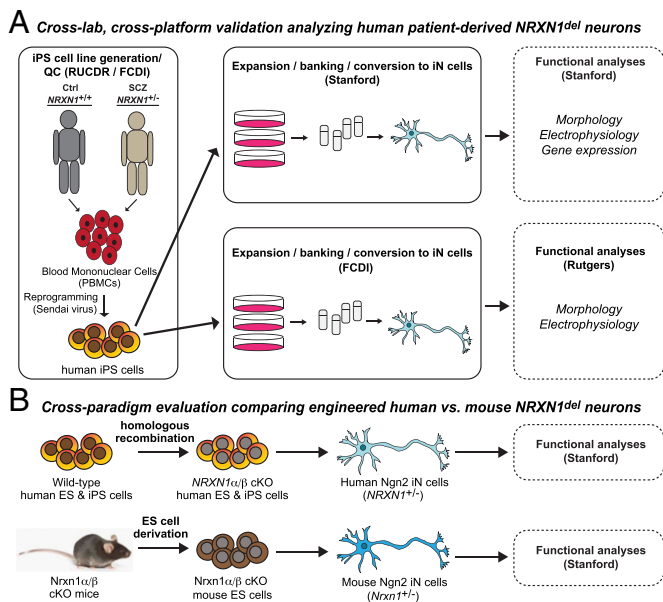 A Cross-lab, cross-platform validation analyzing human patient-derived NRXN1del neurons
iPS cell line generation/
QC (RUCDR / FCDI)
Ctrl
NRXN1+/+
SCZ
NRXN1+/-
Blood Mononuclear Cells
(PBMCs)
Reprogramming
(Sendai virus)
human iPS cells
Expansion / banking / conversion to iN cells
(Stanford)
Functional analyses
(Stanford)
Morphology
Electrophysiology
Gene expression
Expansion / banking / conversion to iN cells
(FCDI)
Functional analyses
(Rutgers)
Morphology
Electrophysiology
B Cross-paradigm evaluation comparing engineered human vs. mouse NRXN1del neurons
homologous
recombination
Wild-type
human ES & iPS cells
NRXN1α/β cKO
human ES & iPS cells
Human Ngn2 iN cells
(NRXN1+/-)
Functional analyses
(Stanford)
ES cell
derivation
Nrxn1α/β
cKO mice
Nrxn1α/β cKO
mouse ES cells
Mouse Ngn2 iN cells
(Nrxn1+/-)
Functional analyses
(Stanford)